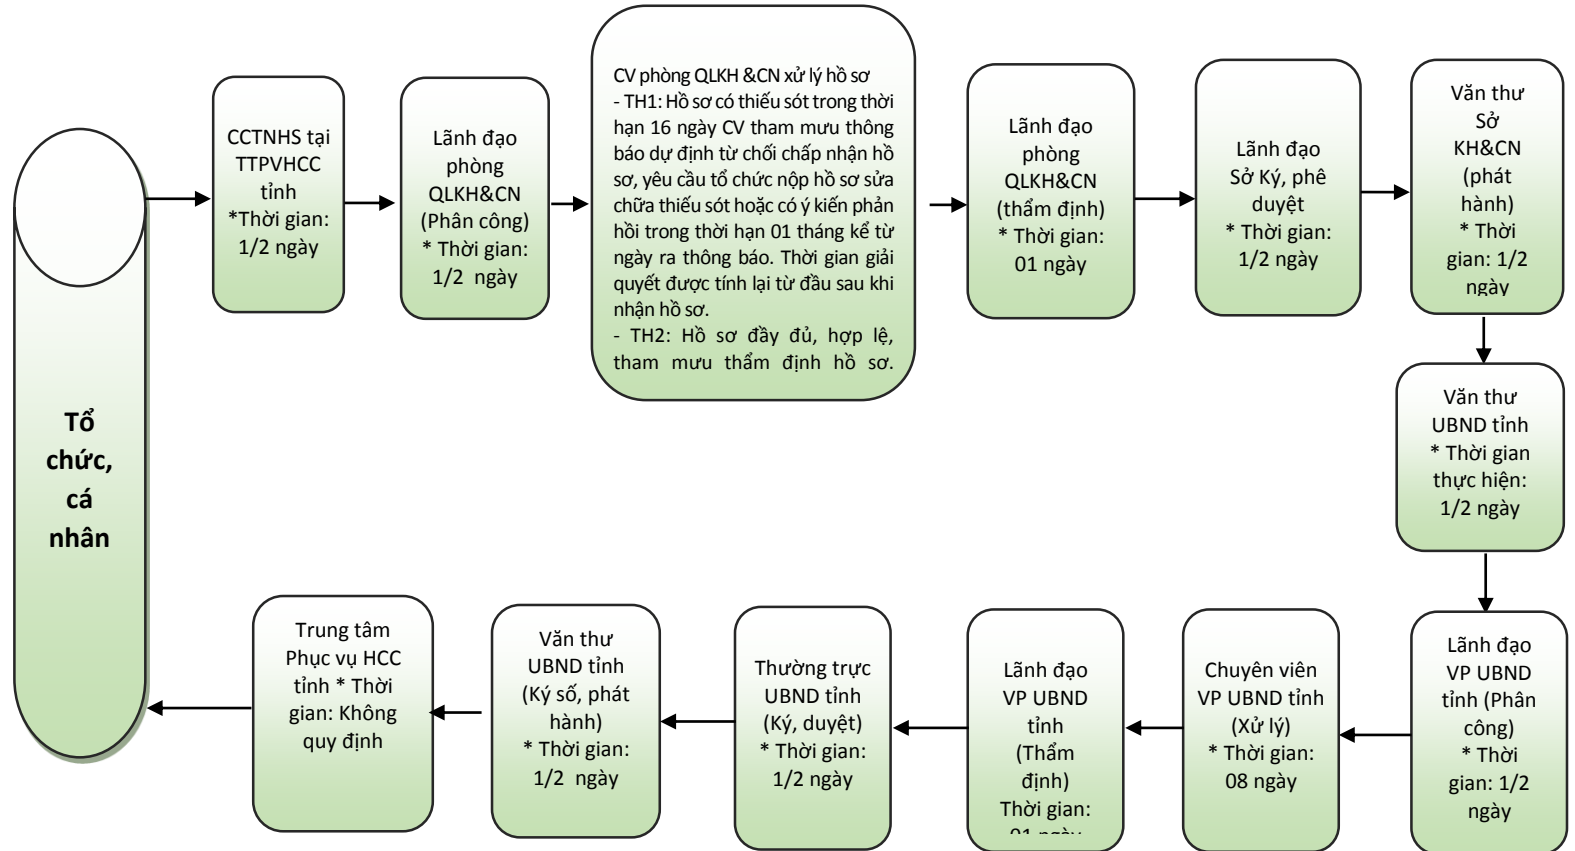 Tổ
chức,
cá
nhân
CCTNHS tại
TTPVHCC
tỉnh
*Thời gian:
1/2 ngày
Lãnh đạo
phòng
QLKH&CN
(Phân công)
* Thời gian:
1/2 ngày
CV phòng QLKH &CN xử lý hồ sơ
- TH1: Hồ sơ có thiếu sót trong thời
hạn 16 ngày CV tham mưu thông
báo dự định từ chối chấp nhận hồ
sơ, yêu cầu tổ chức nộp hồ sơ sửa
chữa thiếu sót hoặc có ý kiến phản
hồi trong thời hạn 01 tháng kể từ
ngày ra thông báo. Thời gian giải
quyết được tính lại từ đầu sau khi
nhận hồ sơ.
- TH2: Hồ sơ đầy đủ, hợp lệ,
tham mưu thẩm định hồ sơ.
Lãnh đạo
phòng
QLKH&CN
(thẩm định)
* Thời gian:
01 ngày
Lãnh đạo
Sở Ký, phê
duyệt
* Thời gian:
1/2 ngày
Văn thư
Sở
KH&CN
(phát
hành)
* Thời
gian: 1/2
ngày
Văn thư
UBND tỉnh
* Thời gian
thực hiện:
1/2 ngày
Lãnh đạo
VP UBND
tỉnh (Phân
công)
* Thời
gian: 1/2
ngày
Chuyên viên
VP UBND tỉnh
(Xử lý)
* Thời gian:
08 ngày
Lãnh đạo
VP UBND
tỉnh
(Thẩm
định)
Thời gian:
01 ngày
Thường trực
UBND tỉnh
(Ký, duyệt)
* Thời gian:
1/2 ngày
Văn thư
UBND tỉnh
(Ký số, phát
hành)
* Thời gian:
1/2 ngày
Trung tâm
Phục vụ HCC
tỉnh * Thời
gian: Không
quy định